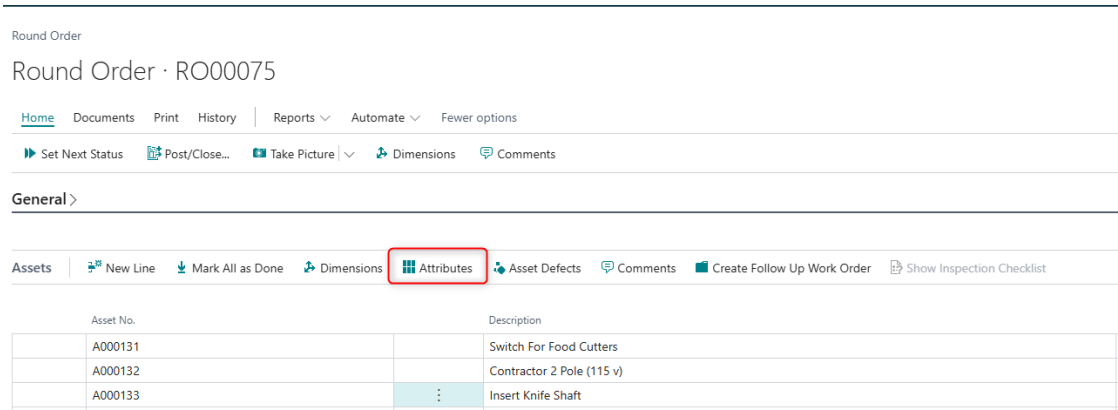 Round Order
Round Order · RO00075
Home Documents Print History Reports Automate Fewer options
Set Next Status Post/Close... Take Picture Dimensions Comments
General
Assets New Line Mark All as Done Dimensions Attributes Asset Defects Comments Create Follow Up Work Order Show Inspection Checklist
Asset No. Description
A000131 Switch For Food Cutters
A000132 Contractor 2 Pole (115 v)
A000133 Insert Knife Shaft